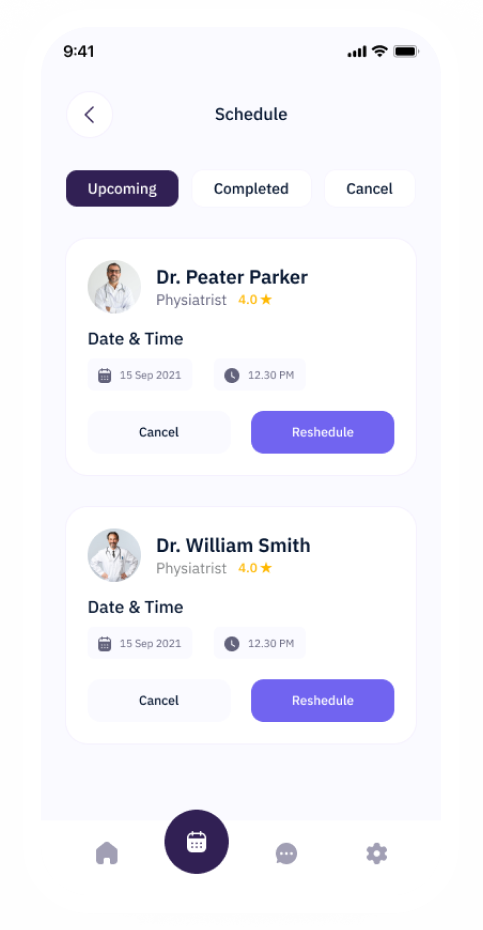 9:41
Schedule
Upcoming Completed Cancel
Dr. Peater Parker
Physiatrist 4.0
Date & Time
15 Sep 2021 12.30 PM
Cancel Reshedule
Dr. William Smith
Physiatrist 4.0
Date & Time
15 Sep 2021 12.30 PM
Cancel Reshedule